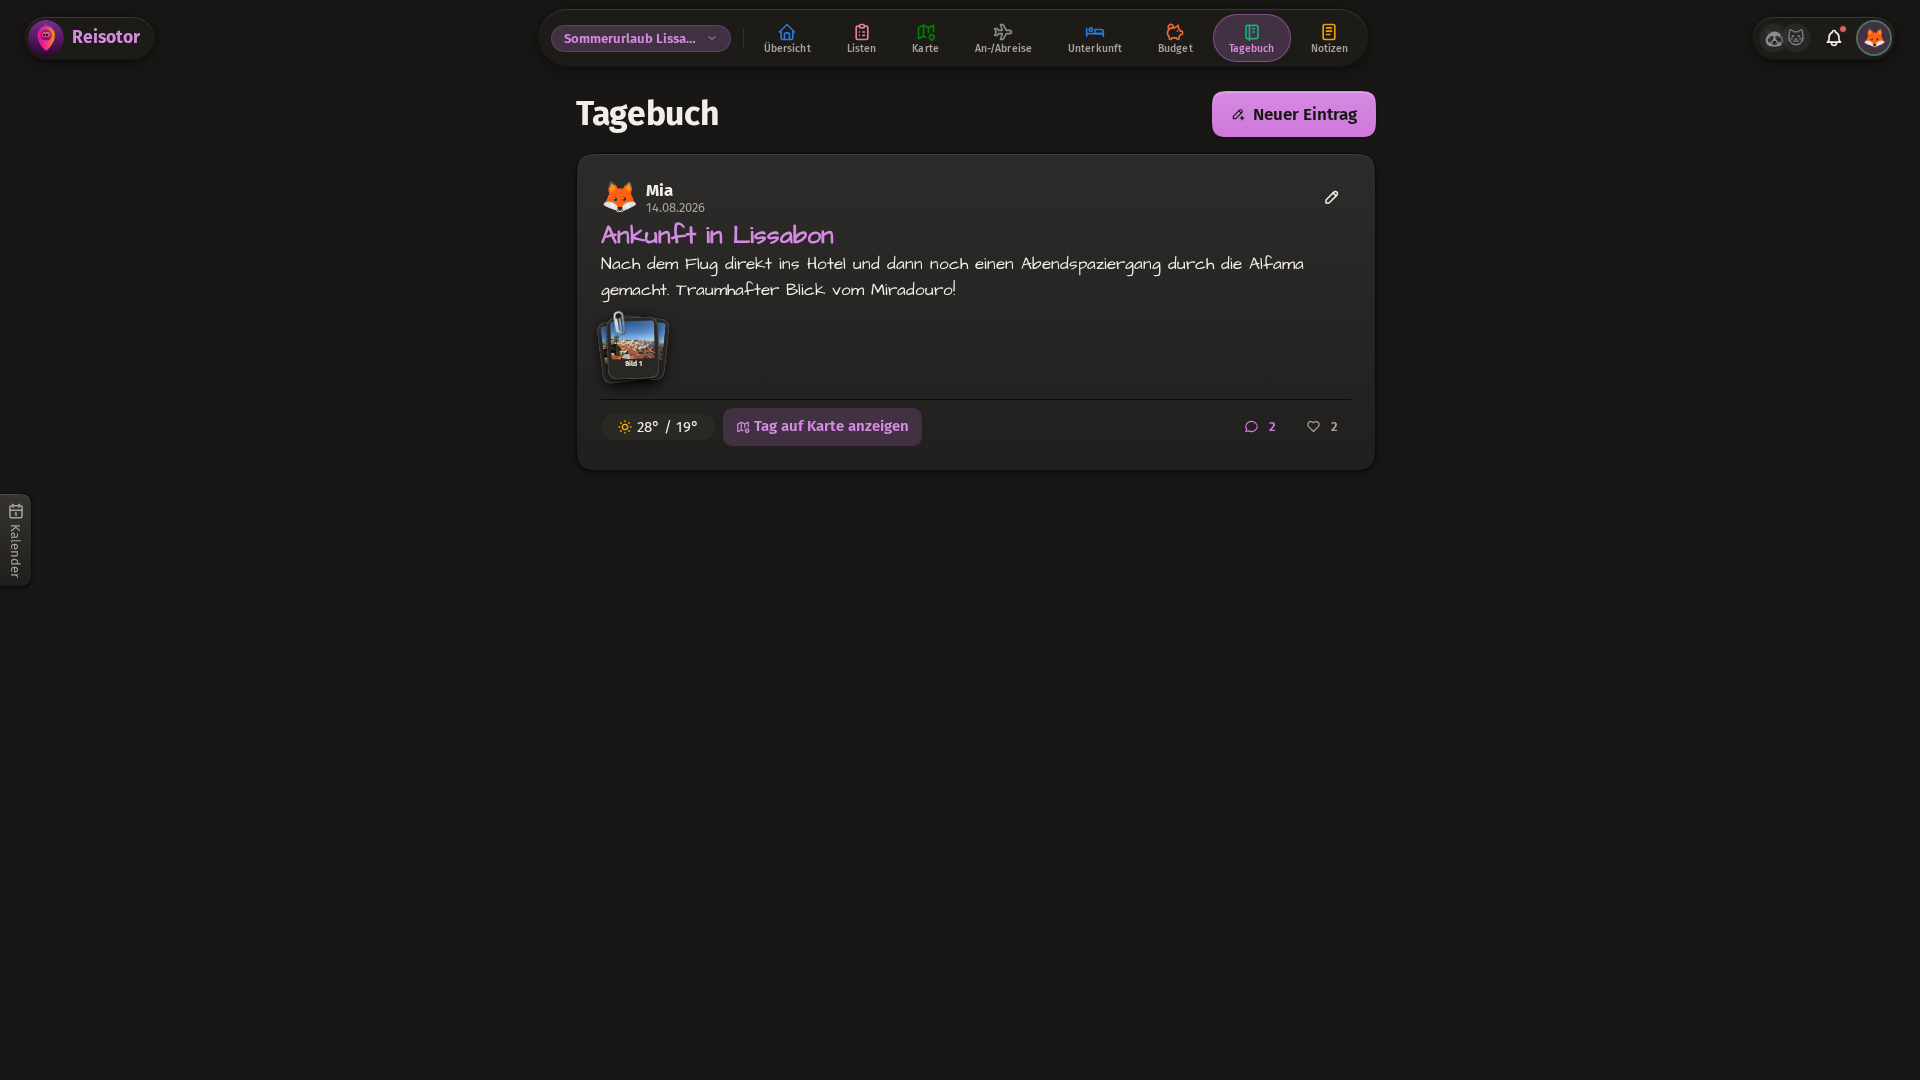 Reisotor
Sommerurlaub Lissa...
Übersicht
Listen
Karte
An-/Abreise
Unterkunft
Budget
Tagebuch
Notizen
Tagebuch
Neuer Eintrag
Mia
14.08.2026
Ankunft in Lissabon
Nach dem Flug direkt ins Hotel und dann noch einen Abendspaziergang durch die Alfama
gemacht. Traumhafter Blick vom Miradouro!
Bild 1
28° / 19°
Tag auf Karte anzeigen
2
2
Kalender